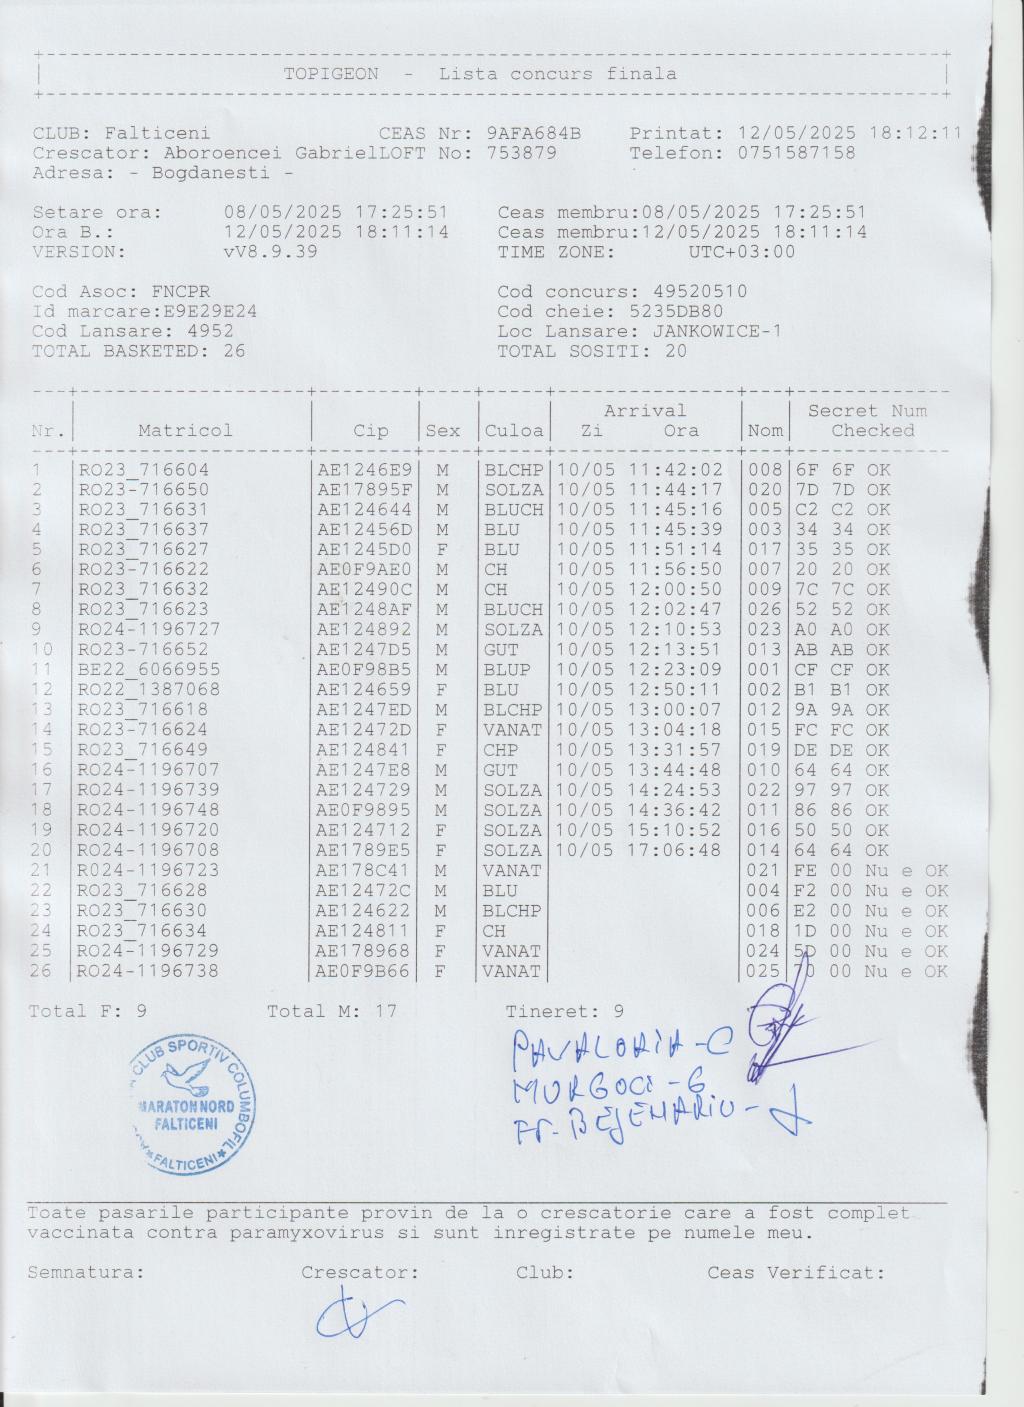 TOPIGEON - Lista concurs finala
CLUB: Falticeni CEAS Nr: 9AFA684B Printat: 12/05/2025 18:12:11
Crescator: Aboroencei GabrielLOFT No: 753879 Telefon: 0751587158
Adresa: - Bogdanesti -
Setare ora: 08/05/2025 17:25:51 Ceas membru:08/05/2025 17:25:51
Ora B.: 12/05/2025 18:11:14 Ceas membru:12/05/2025 18:11:14
VERSION: vV8.9.39 TIME ZONE: UTC+03:00
Cod Asoc: FNCPR Cod concurs: 49520510
Id marcare:E9E29E24 Cod cheie: 5235DB80
Cod Lansare: 4952 Loc Lansare: JANKOWICE-1
TOTAL BASKETED: 26 TOTAL SOSITI: 20
Arrival Secret Num
Nr. Matricol Cip Sex Culoa Zi Ora Nom Checked
1 RO23_716604 AE1246E9 M BLCHP 10/05 11:42:02 008 6F 6F OK
2 RO23-716650 AE17895F M SOLZA 10/05 11:44:17 020 7D 7D OK
3 RO23_716631 AE124644 M BLUCH 10/05 11:45:16 005 C2 C2 OK
4 RO23_716637 AE12456D M BLU 10/05 11:45:39 003 34 34 OK
5 RO23_716627 AE1245D0 F BLU 10/05 11:51:14 017 35 35 OK
6 RO23-716622 AE0F9AE0 M CH 10/05 11:56:50 007 20 20 OK
7 RO23_716632 AE12490C M CH 10/05 12:00:50 009 7C 7C OK
8 RO23_716623 AE1248AF M BLUCH 10/05 12:02:47 026 52 52 OK
9 RO24-1196727 AE124892 M SOLZA 10/05 12:10:53 023 A0 A0 OK
10 RO23-716652 AE1247D5 M GUT 10/05 12:13:51 013 AB AB OK
11 BE22_6066955 AE0F98B5 M BLUP 10/05 12:23:09 001 CF CF OK
12 RO22_1387068 AE124659 F BLU 10/05 12:50:11 002 B1 B1 OK
13 RO23_716618 AE1247ED M BLCHP 10/05 13:00:07 012 9A 9A OK
14 RO23-716624 AE12472D F VANAT 10/05 13:04:18 015 FC FC OK
15 RO23_716649 AE124841 F CHP 10/05 13:31:57 019 DE DE OK
16 RO24-1196707 AE1247E8 M GUT 10/05 13:44:48 010 64 64 OK
17 RO24-1196739 AE124729 M SOLZA 10/05 14:24:53 022 97 97 OK
18 RO24-1196748 AE0F9895 M SOLZA 10/05 14:36:42 011 86 86 OK
19 RO24-1196720 AE124712 F SOLZA 10/05 15:10:52 016 50 50 OK
20 RO24-1196708 AE1789E5 F SOLZA 10/05 17:06:48 014 64 64 OK
21 R024-1196723 AE178C41 M VANAT 021 FE 00 Nu e OK
22 RO23_716628 AE12472C M BLU 004 F2 00 Nu e OK
23 RO23_716630 AE124622 M BLCHP 006 E2 00 Nu e OK
24 RO23_716634 AE124811 F CH 018 1D 00 Nu e OK
25 RO24-1196729 AE178968 F VANAT 024 5D 00 Nu e OK
26 RO24-1196738 AE0F9B66 F VANAT 025 7D 00 Nu e OK
Total F: 9 Total M: 17 Tineret: 9
CLUB SPORTIV COLUMBOFIL
MARATON NORD
FALTICENI
FALTICENI
PAVALOAIA-C
MURGOCI-G
BEJENARIU-
Toate pasarile participante provin de la o crescatorie care a fost complet
vaccinata contra paramyxovirus si sunt inregistrate pe numele meu.
Semnatura: Crescator: Club: Ceas Verificat: